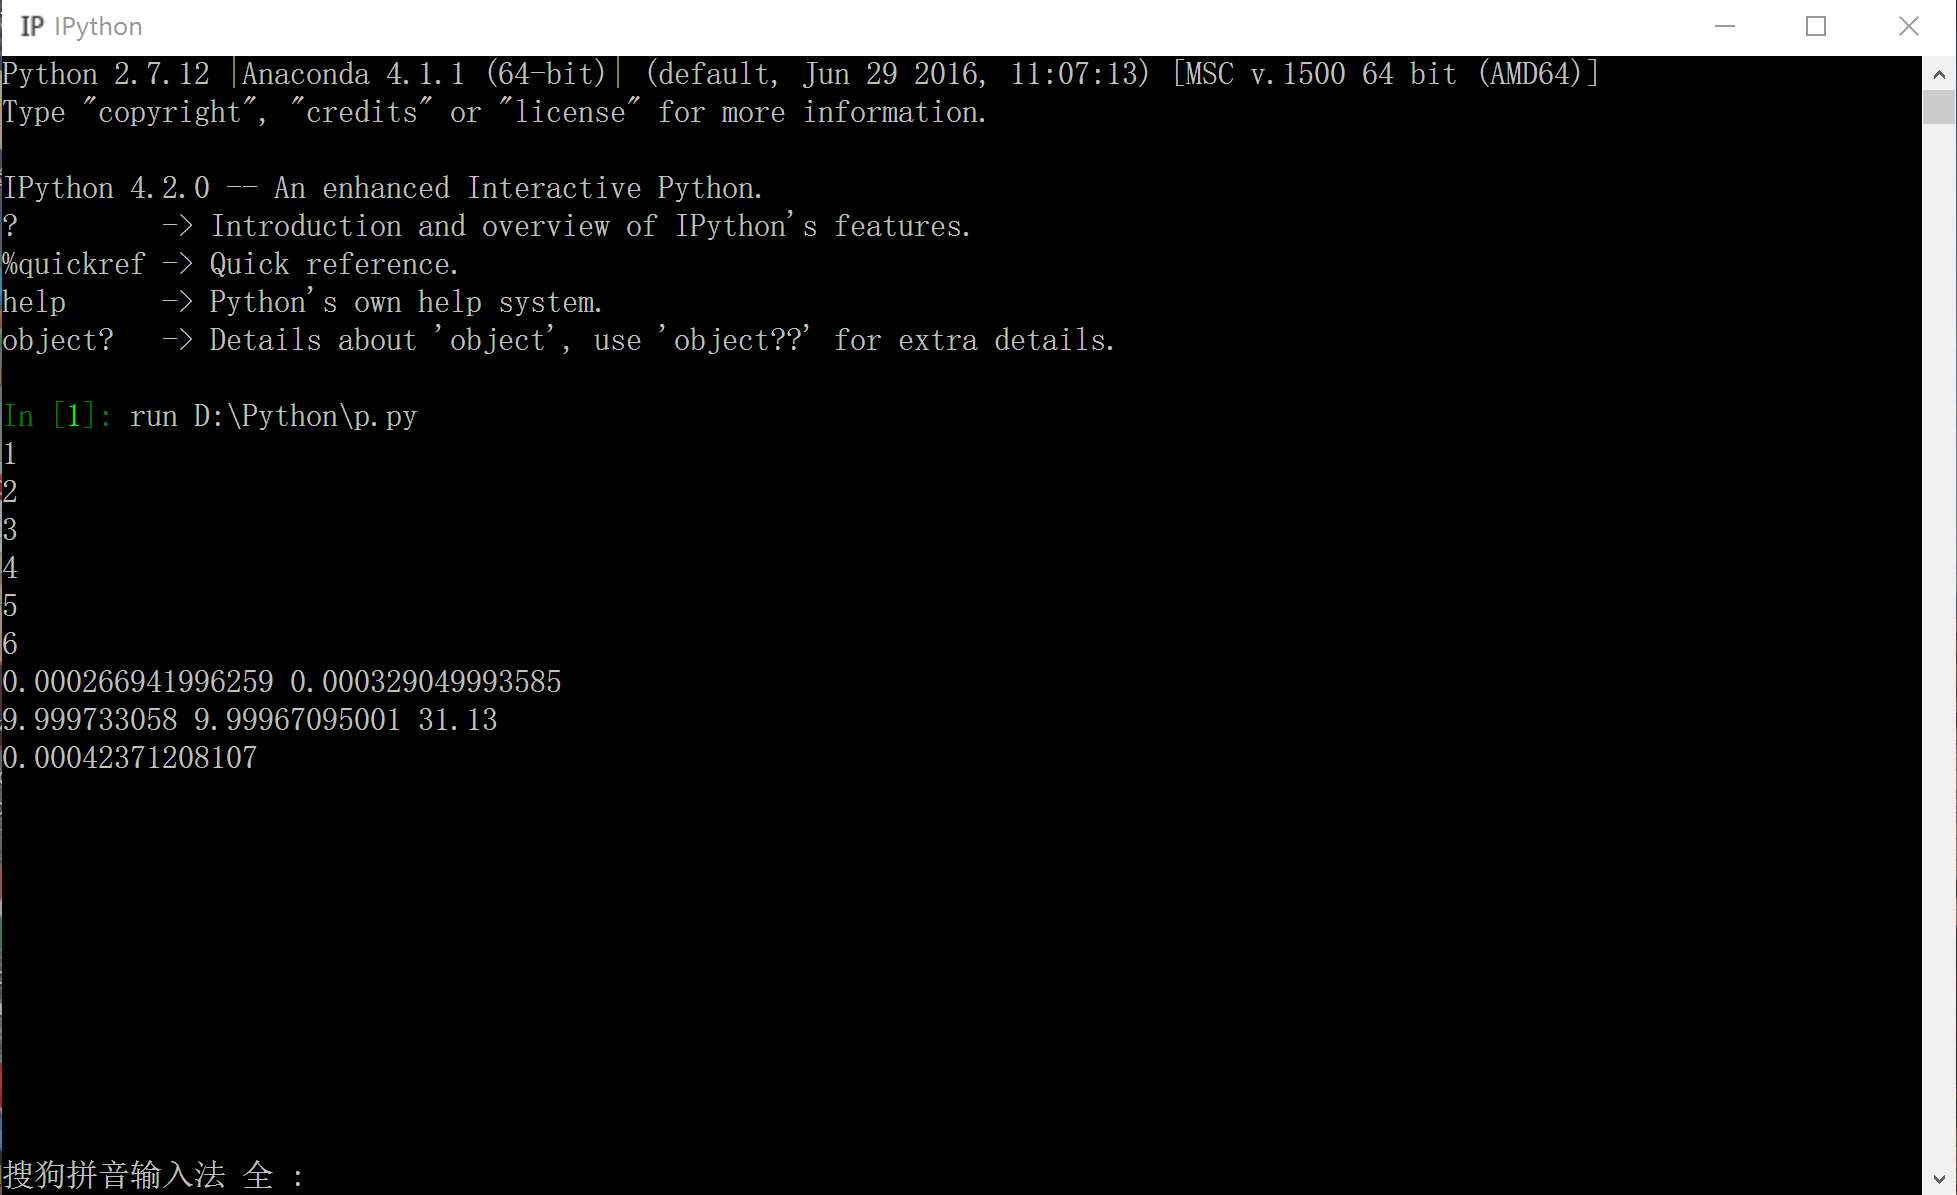 IP IPython
Python 2.7.12 |Anaconda 4.1.1 (64-bit)| (default, Jun 29 2016, 11:07:13) [MSC v.1500 64 bit (AMD64)]
Type "copyright", "credits" or "license" for more information.
IPython 4.2.0 -- An enhanced Interactive Python.
?         -> Introduction and overview of IPython's features.
%quickref -> Quick reference.
help      -> Python's own help system.
object?   -> Details about 'object', use 'object??' for extra details.
In [1]: run D:\Python\p.py
1
2
3
4
5
6
0.000266941996259 0.000329049993585
9.999733058 9.99967095001 31.13
0.00042371208107
搜狗拼音输入法 全 :